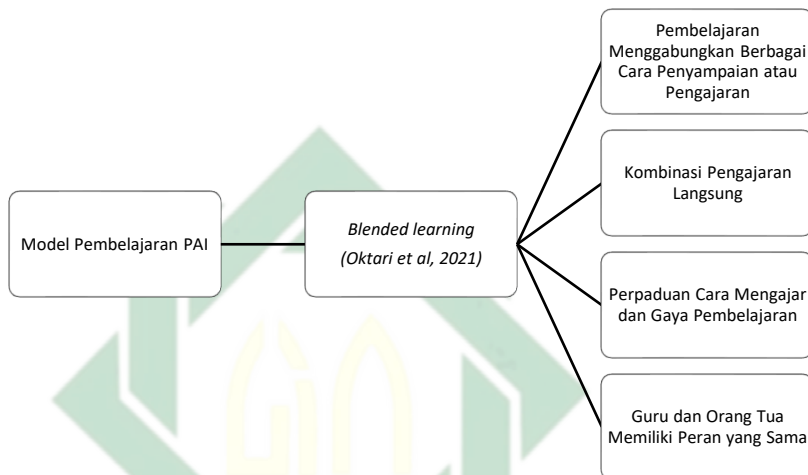 Model Pembelajaran PAI
Blended learning
(Oktari et al, 2021)
Pembelajaran
Menggabungkan Berbagai
Cara Penyampaian atau
Pengajaran
Kombinasi Pengajaran
Langsung
Perpaduan Cara Mengajar
dan Gaya Pembelajaran
Guru dan Orang Tua
Memiliki Peran yang Sama